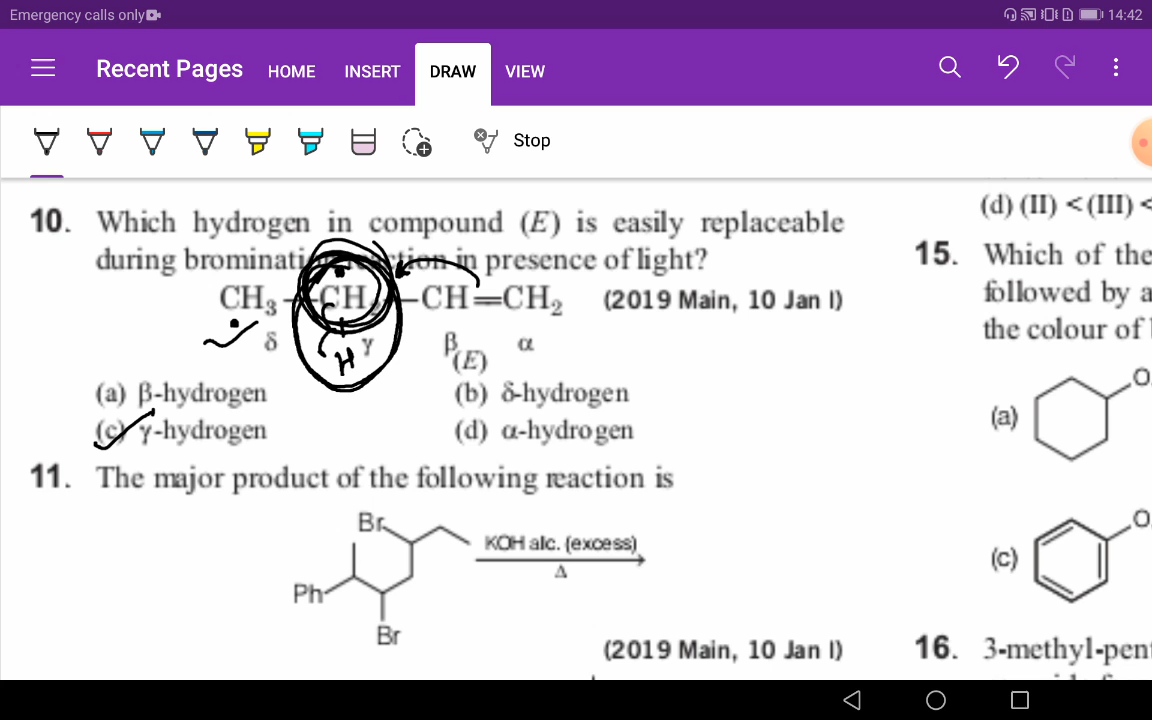 Emergency calls only 14:42
Recent Pages HOME INSERT DRAW VIEW
Stop
10. Which hydrogen in compound (E) is easily replaceable
during in presence of light?
CH3—CH2—CH=CH2 (2019 Main, 10 Jan I)
δ γ β α
H
(E)
(a) β-hydrogen (b) δ-hydrogen
(c) γ-hydrogen (d) α-hydrogen
11. The major product of the following reaction is
Br
KOH alc. (excess)
Δ
Ph
Br
(2019 Main, 10 Jan I)
(d) (II) < (III) <
15. Which of the
followed by a
the colour of
O
(a)
O
(c)
16. 3-methyl-pent